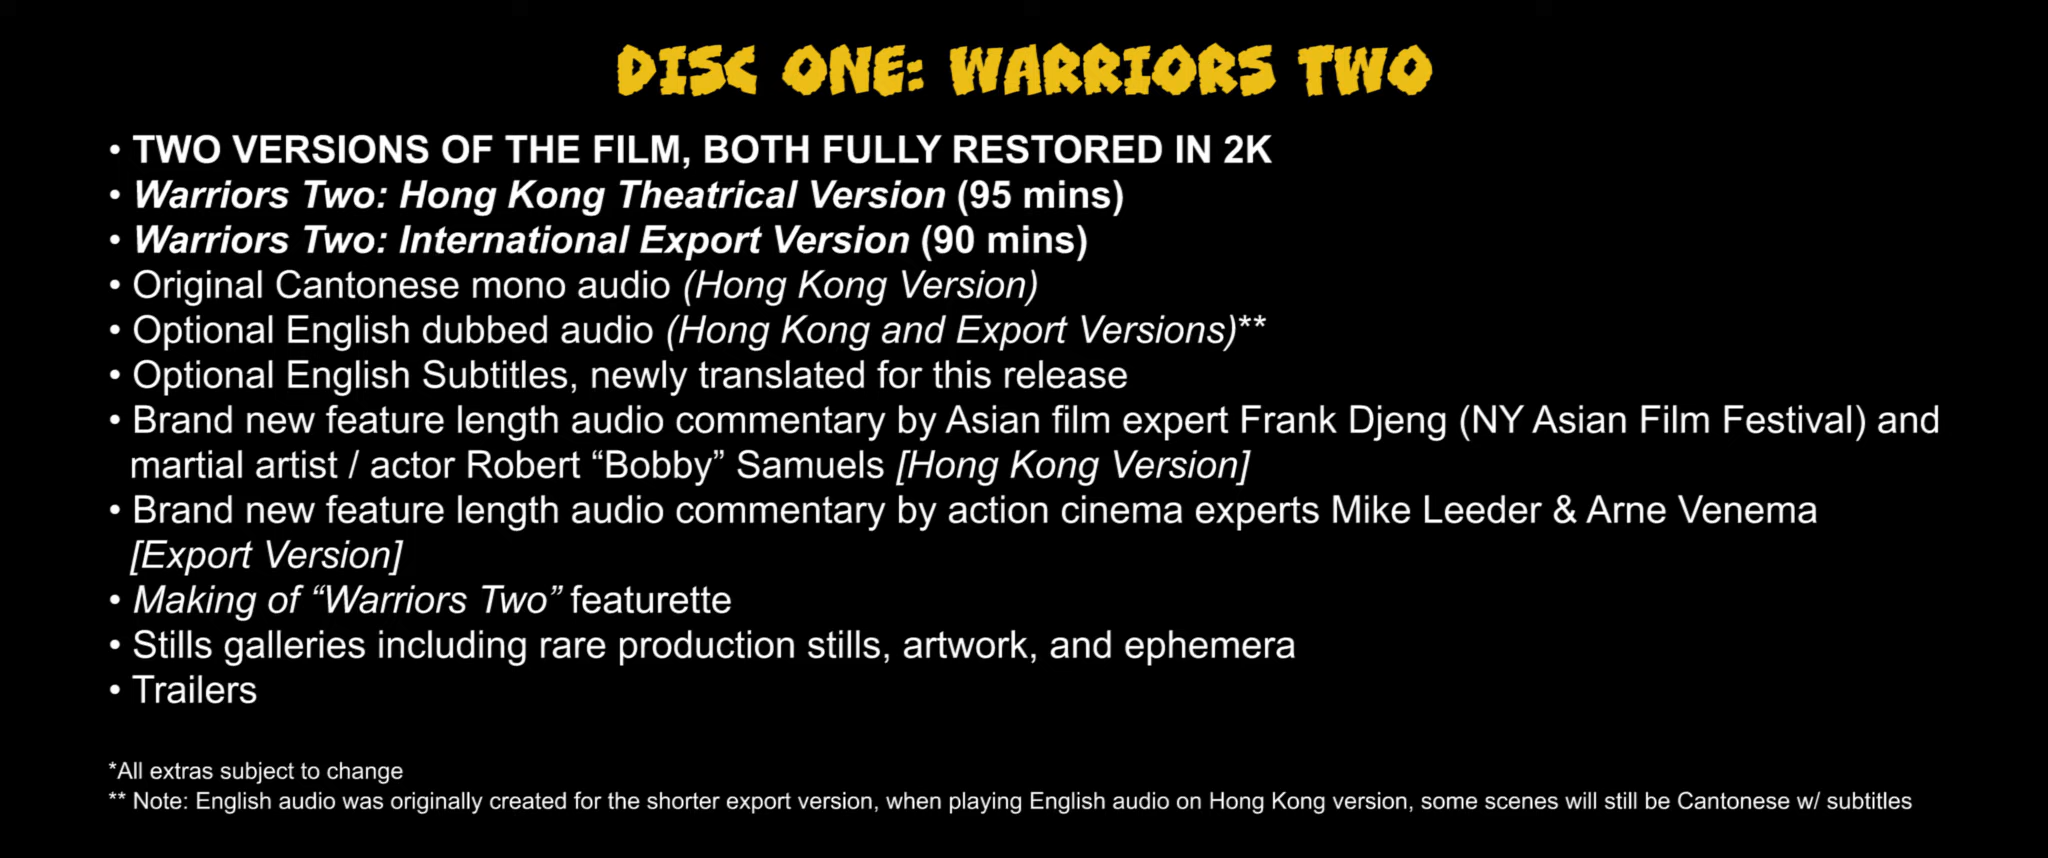 DISC ONE: WARRIORS TWO
• TWO VERSIONS OF THE FILM, BOTH FULLY RESTORED IN 2K
• Warriors Two: Hong Kong Theatrical Version (95 mins)
• Warriors Two: International Export Version (90 mins)
• Original Cantonese mono audio (Hong Kong Version)
• Optional English dubbed audio (Hong Kong and Export Versions)**
• Optional English Subtitles, newly translated for this release
• Brand new feature length audio commentary by Asian film expert Frank Djeng (NY Asian Film Festival) and
martial artist / actor Robert “Bobby” Samuels [Hong Kong Version]
• Brand new feature length audio commentary by action cinema experts Mike Leeder & Arne Venema
[Export Version]
• Making of “Warriors Two” featurette
• Stills galleries including rare production stills, artwork, and ephemera
• Trailers
*All extras subject to change
** Note: English audio was originally created for the shorter export version, when playing English audio on Hong Kong version, some scenes will still be Cantonese w/ subtitles